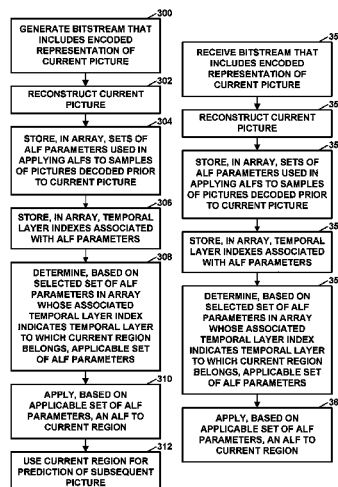 300
GENERATE BITSTREAM THAT
INCLUDES ENCODED
REPRESENTATION OF
CURRENT PICTURE
302
RECONSTRUCT CURRENT
PICTURE
304
STORE, IN ARRAY, SETS OF
ALF PARAMETERS USED IN
APPLYING ALFS TO SAMPLES
OF PICTURES DECODED PRIOR
TO CURRENT PICTURE
306
STORE, IN ARRAY, TEMPORAL
LAYER INDEXES ASSOCIATED
WITH ALF PARAMETERS
308
DETERMINE, BASED ON
SELECTED SET OF ALF
PARAMETERS IN ARRAY
WHOSE ASSOCIATED
TEMPORAL LAYER INDEX
INDICATES TEMPORAL LAYER
TO WHICH CURRENT REGION
BELONGS, APPLICABLE SET
OF ALF PARAMETERS
310
APPLY, BASED ON
APPLICABLE SET OF ALF
PARAMETERS, AN ALF TO
CURRENT REGION
312
USE CURRENT REGION FOR
PREDICTION OF SUBSEQUENT
PICTURE
35
RECEIVE BITSTREAM THAT
INCLUDES ENCODED
REPRESENTATION OF
CURRENT PICTURE
35
RECONSTRUCT CURRENT
PICTURE
35
STORE, IN ARRAY, SETS OF
ALF PARAMETERS USED IN
APPLYING ALFS TO SAMPLES
OF PICTURES DECODED PRIOR
TO CURRENT PICTURE
35
STORE, IN ARRAY, TEMPORAL
LAYER INDEXES ASSOCIATED
WITH ALF PARAMETERS
35
DETERMINE, BASED ON
SELECTED SET OF ALF
PARAMETERS IN ARRAY
WHOSE ASSOCIATED
TEMPORAL LAYER INDEX
INDICATES TEMPORAL LAYER
TO WHICH CURRENT REGION
BELONGS, APPLICABLE SET
OF ALF PARAMETERS
36
APPLY, BASED ON
APPLICABLE SET OF ALF
PARAMETERS, AN ALF TO
CURRENT REGION